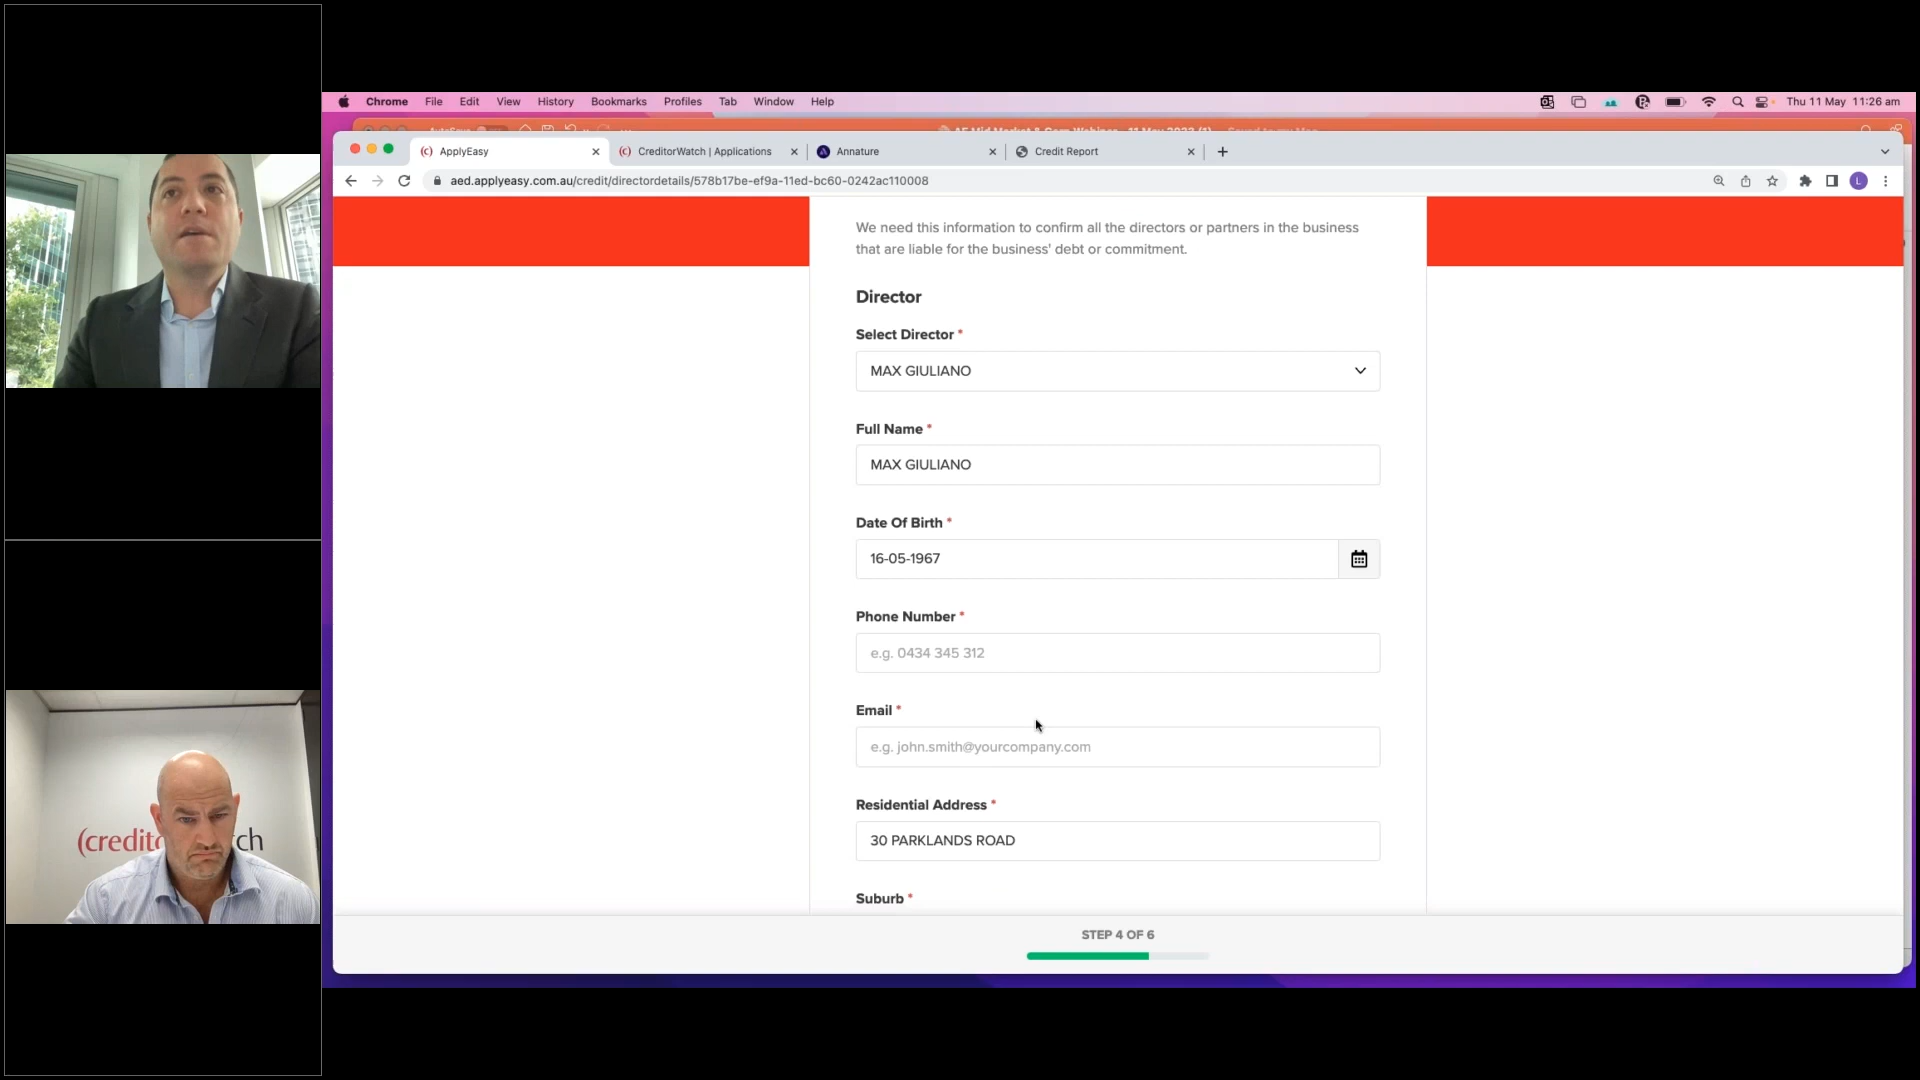 Chrome File Edit View History Bookmarks Profiles Tab Window Help
Thu 11 May 11:26 am
ApplyEasy
CreditorWatch | Applications
Annature
Credit Report
aed.applyeasy.com.au/credit/directordetails/578b17be-ef9a-11ed-bc60-0242ac110008
L
We need this information to confirm all the directors or partners in the business
that are liable for the business' debt or commitment.
Director
Select Director *
MAX GIULIANO
Full Name *
MAX GIULIANO
Date Of Birth *
16-05-1967
Phone Number *
e.g. 0434 345 312
Email *
e.g. john.smith@yourcompany.com
Residential Address *
30 PARKLANDS ROAD
Suburb *
STEP 4 OF 6